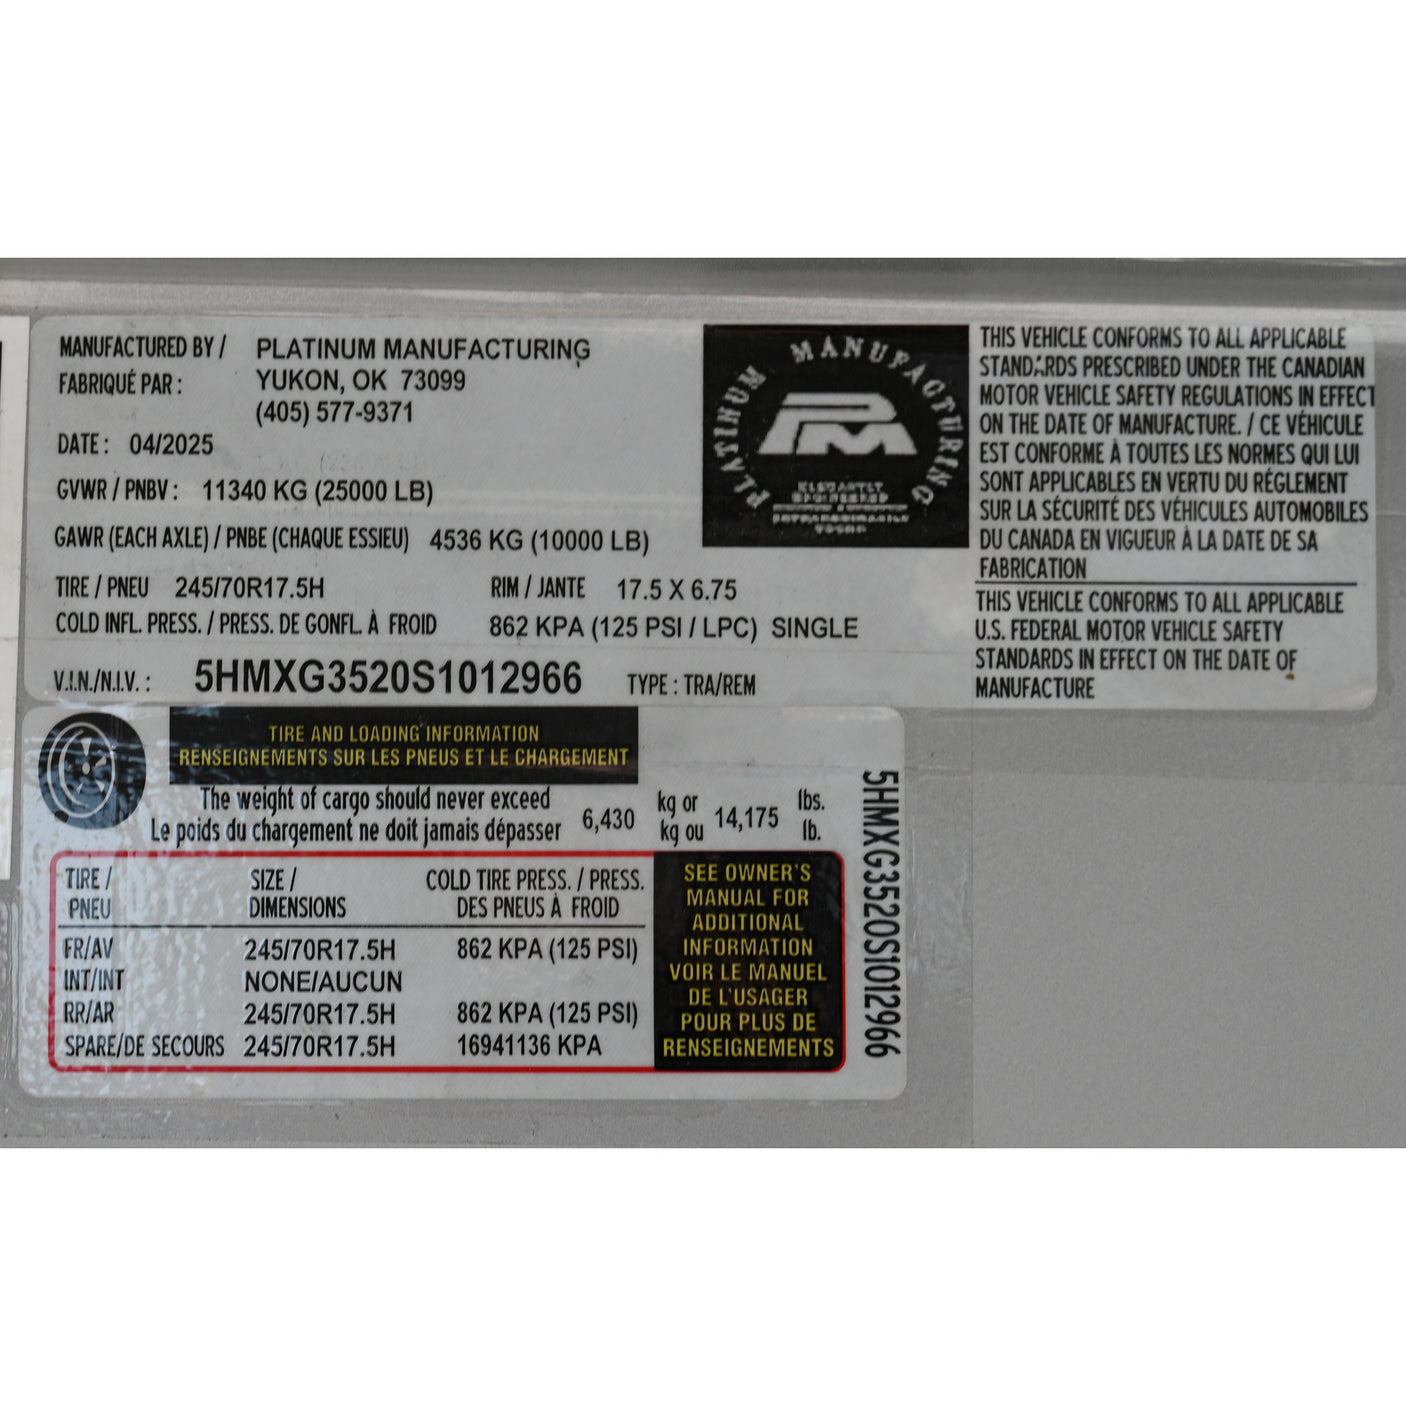 MANUFACTURED BY / PLATINUM MANUFACTURING
FABRIQUÉ PAR : YUKON, OK 73099
(405) 577-9371
DATE : 04/2025
GVWR / PNBV : 11340 KG (25000 LB)
GAWR (EACH AXLE) / PNBE (CHAQUE ESSIEU) 4536 KG (10000 LB)
TIRE / PNEU 245/70R17.5H RIM / JANTE 17.5 X 6.75
COLD INFL. PRESS. / PRESS. DE GONFL. À FROID 862 KPA (125 PSI / LPC) SINGLE
V.I.N./N.I.V. : 5HMXG3520S1012966 TYPE : TRA/REM
PLATINUM MANUFACTURING
PM
THIS VEHICLE CONFORMS TO ALL APPLICABLE
STANDARDS PRESCRIBED UNDER THE CANADIAN
MOTOR VEHICLE SAFETY REGULATIONS IN EFFECT
ON THE DATE OF MANUFACTURE. / CE VÉHICULE
EST CONFORME À TOUTES LES NORMES QUI LUI
SONT APPLICABLES EN VERTU DU RÉGLEMENT
SUR LA SÉCURITÉ DES VÉHICULES AUTOMOBILES
DU CANADA EN VIGUEUR À LA DATE DE SA
FABRICATION
THIS VEHICLE CONFORMS TO ALL APPLICABLE
U.S. FEDERAL MOTOR VEHICLE SAFETY
STANDARDS IN EFFECT ON THE DATE OF
MANUFACTURE
TIRE AND LOADING INFORMATION
RENSEIGNEMENTS SUR LES PNEUS ET LE CHARGEMENT
The weight of cargo should never exceed
Le poids du chargement ne doit jamais dépasser
6,430 kg or
kg ou 14,175 lbs.
lb.
TIRE / SIZE / COLD TIRE PRESS. / PRESS.
PNEU DIMENSIONS DES PNEUS À FROID
FR/AV 245/70R17.5H 862 KPA (125 PSI)
INT/INT NONE/AUCUN
RR/AR 245/70R17.5H 862 KPA (125 PSI)
SPARE/DE SECOURS 245/70R17.5H 16941136 KPA
SEE OWNER'S
MANUAL FOR
ADDITIONAL
INFORMATION
VOIR LE MANUEL
DE L'USAGER
POUR PLUS DE
RENSEIGNEMENTS
5HMXG3520S1012966